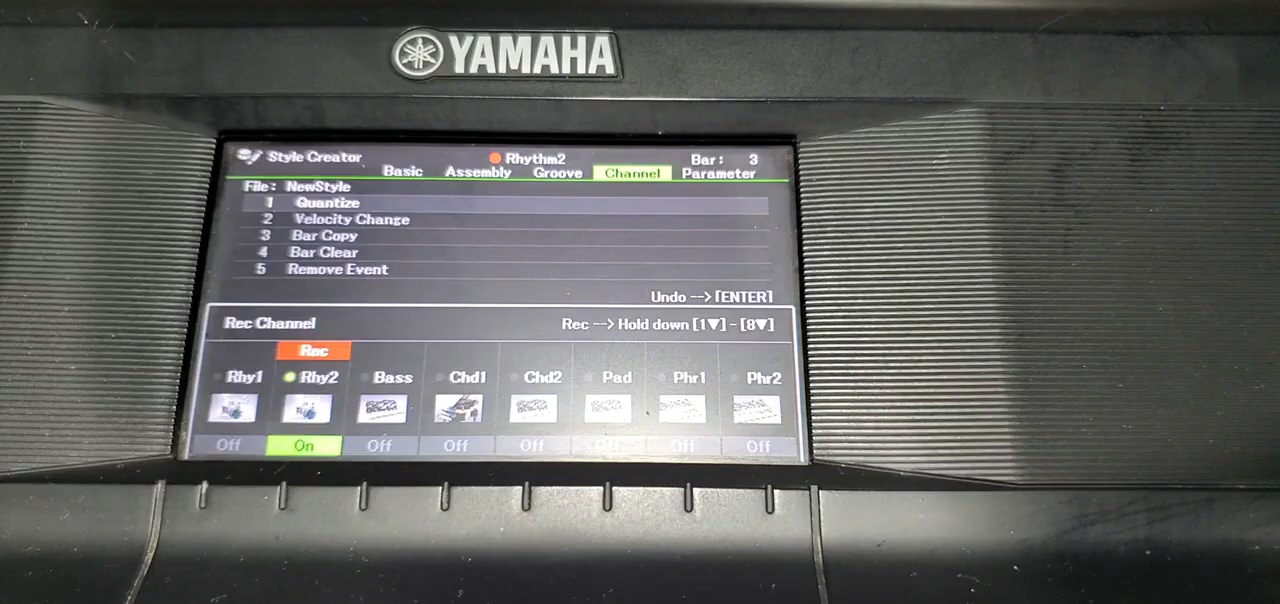 YAMAHA
Style Creator Rhythm2 Bar: 3
Basic Assembly Groove Channel Parameter
File: NewStyle
1 Quantize
2 Velocity Change
3 Bar Copy
4 Bar Clear
5 Remove Event
Undo --> [ENTER]
Rec Channel Rec --> Hold down [1▼] - [8▼]
Rec
Rhy1 Rhy2 Bass Chd1 Chd2 Pad Phr1 Phr2
Off On Off Off Off Off Off Off